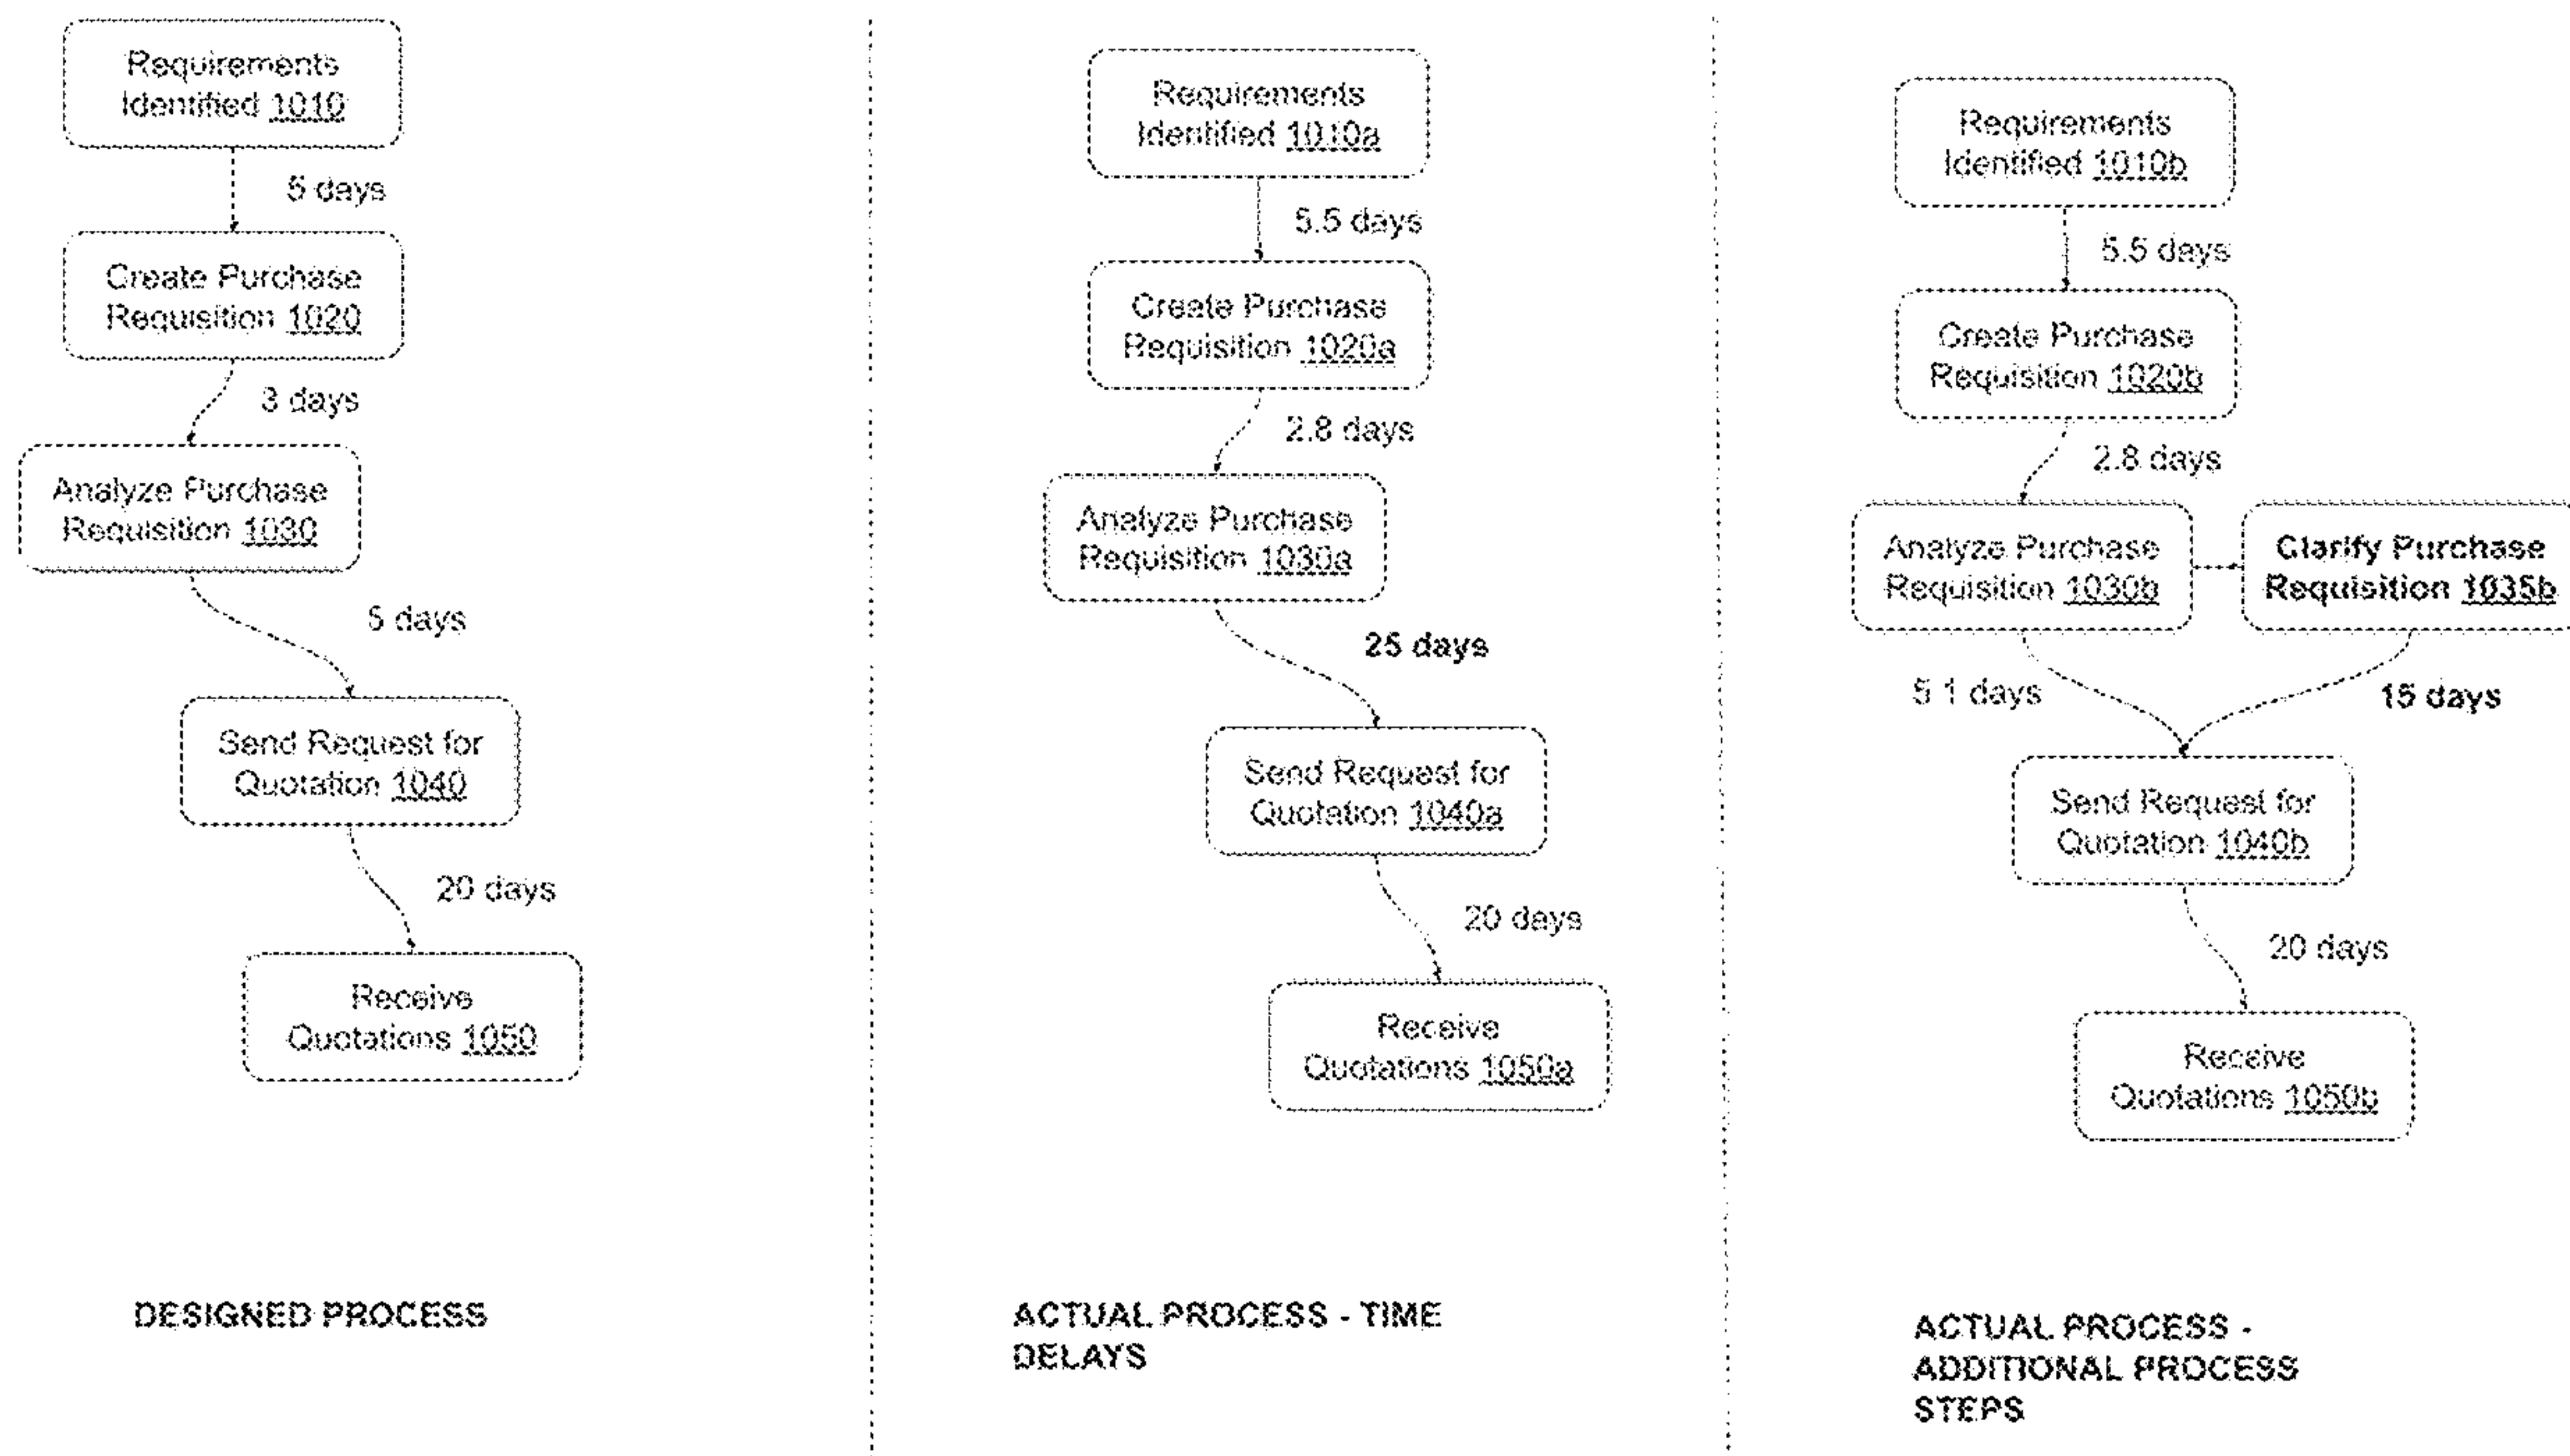 Requirements
Identified 1010
5 days
Create Purchase
Requisition 1020
3 days
Analyze Purchase
Requisition 1030
5 days
Send Request for
Quotation 1040
20 days
Receive
Quotations 1050
DESIGNED PROCESS
Requirements
Identified 1010a
5.5 days
Create Purchase
Requisition 1020a
2.8 days
Analyze Purchase
Requisition 1030a
25 days
Send Request for
Quotation 1040a
20 days
Receive
Quotations 1050a
ACTUAL PROCESS - TIME
DELAYS
Requirements
Identified 1010b
5.5 days
Create Purchase
Requisition 1020b
2.8 days
Analyze Purchase
Requisition 1030b
Clarify Purchase
Requisition 1035b
5 1 days
15 days
Send Request for
Quotation 1040b
20 days
Receive
Quotations 1050b
ACTUAL PROCESS -
ADDITIONAL PROCESS
STEPS